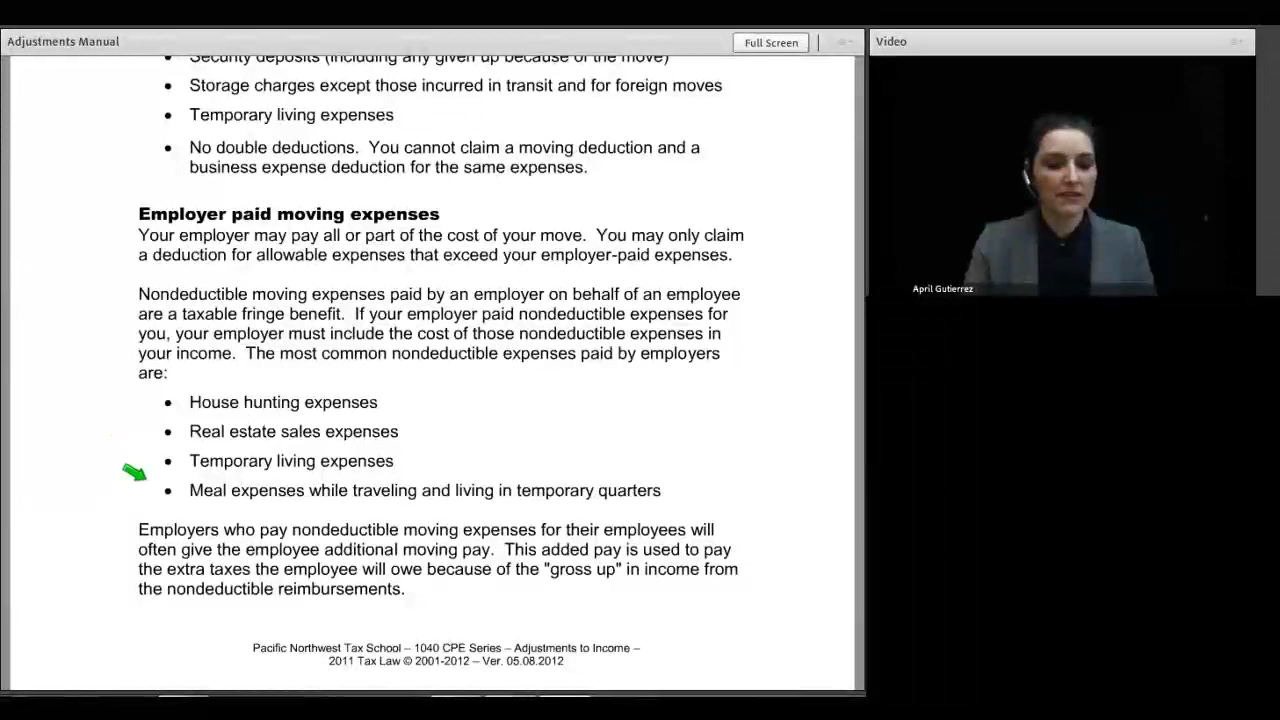 Adjustments Manual
Full Screen
Video
• Security deposits (including any given up because of the move)
• Storage charges except those incurred in transit and for foreign moves
• Temporary living expenses
• No double deductions. You cannot claim a moving deduction and a
business expense deduction for the same expenses.
Employer paid moving expenses
Your employer may pay all or part of the cost of your move. You may only claim
a deduction for allowable expenses that exceed your employer-paid expenses.
Nondeductible moving expenses paid by an employer on behalf of an employee
are a taxable fringe benefit. If your employer paid nondeductible expenses for
you, your employer must include the cost of those nondeductible expenses in
your income. The most common nondeductible expenses paid by employers
are:
• House hunting expenses
• Real estate sales expenses
• Temporary living expenses
• Meal expenses while traveling and living in temporary quarters
Employers who pay nondeductible moving expenses for their employees will
often give the employee additional moving pay. This added pay is used to pay
the extra taxes the employee will owe because of the "gross up" in income from
the nondeductible reimbursements.
Pacific Northwest Tax School – 1040 CPE Series – Adjustments to Income –
2011 Tax Law © 2001-2012 – Ver. 05.08.2012
April Gutierrez